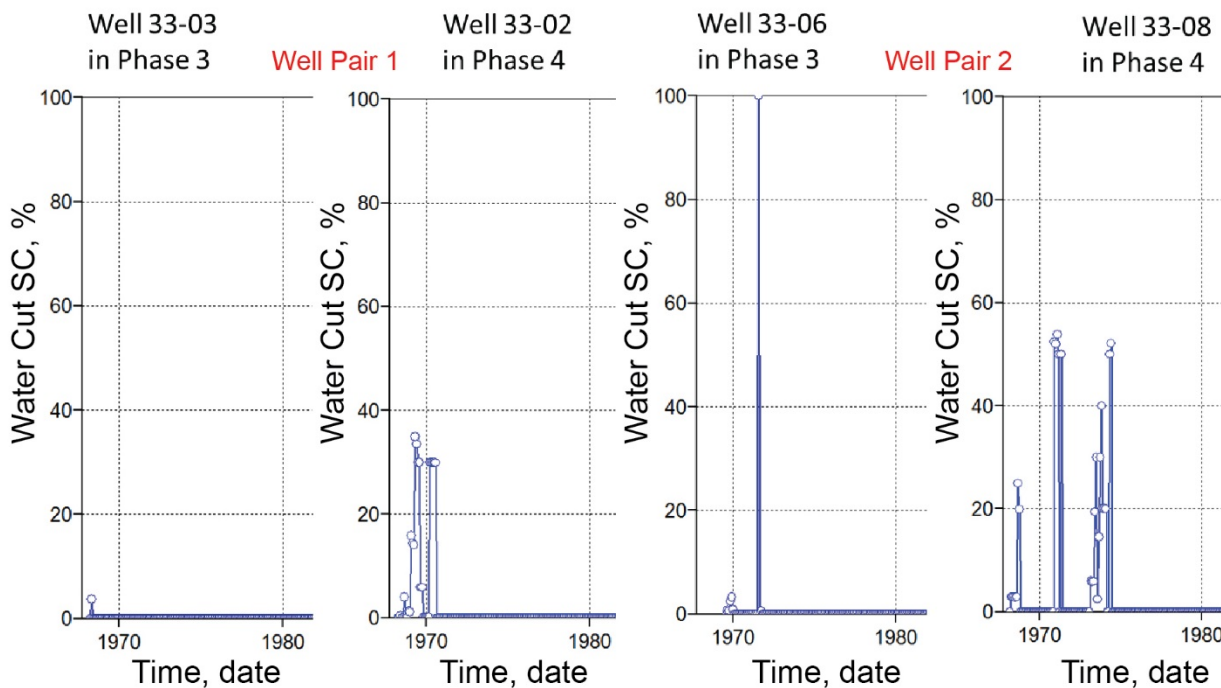 Well 33-03
in Phase 3
Well Pair 1
Well 33-02
in Phase 4
Well 33-06
in Phase 3
Well Pair 2
Well 33-08
in Phase 4
Water Cut SC, %
100
80
60
40
20
0
1970
1980
Time, date
Water Cut SC, %
100
80
60
40
20
0
1970
1980
Time, date
Water Cut SC, %
100
80
60
40
20
0
1970
1980
Time, date
Water Cut SC, %
100
80
60
40
20
0
1970
1980
Time, date